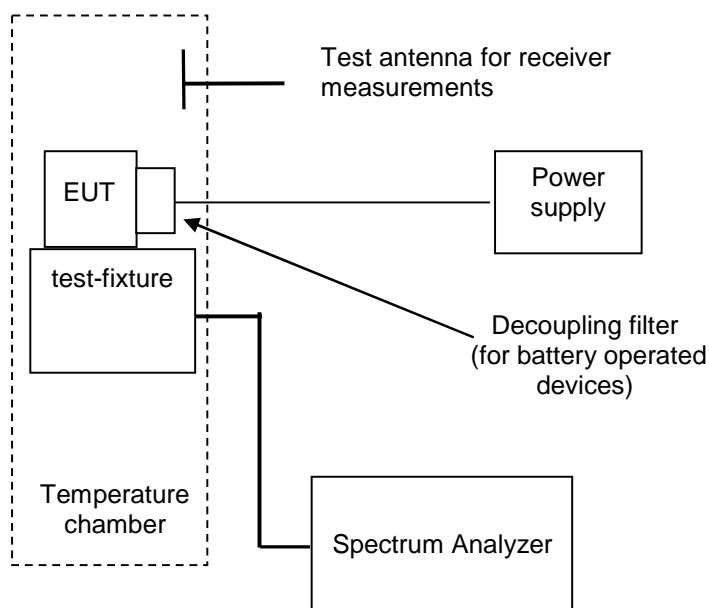 Test antenna for receiver
measurements
EUT
Power
supply
test-fixture
Decoupling filter
(for battery operated
devices)
Temperature
chamber
Spectrum Analyzer